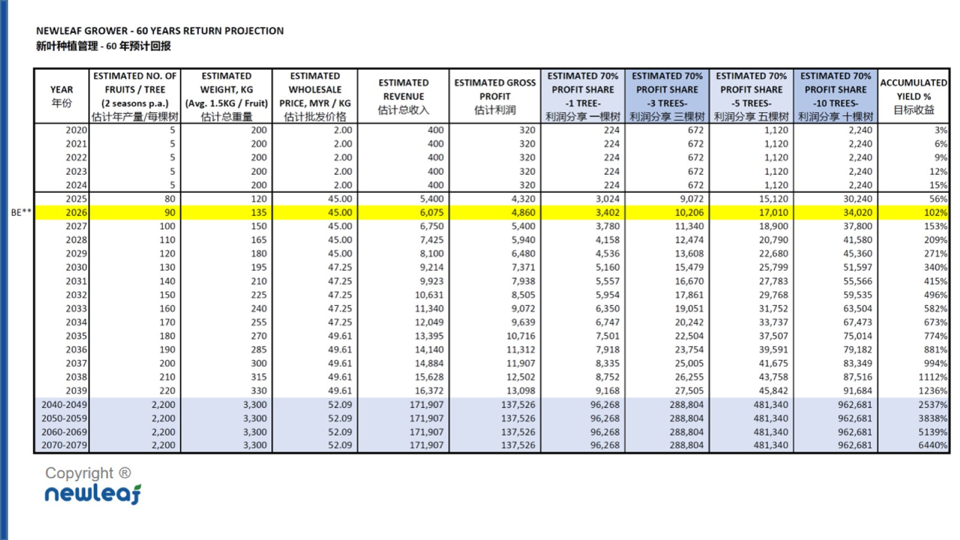 NEWLEAF GROWER - 60 YEARS RETURN PROJECTION
新叶种植管理 - 60 年预计回报
YEAR 年份 | ESTIMATED NO. OF FRUITS / TREE (2 seasons p.a.) 估计年产量/每棵树 | ESTIMATED WEIGHT, KG (Avg. 1.5KG / Fruit) 估计总重量 | ESTIMATED WHOLESALE PRICE, MYR / KG 估计批发价格 | ESTIMATED REVENUE 估计总收入 | ESTIMATED GROSS PROFIT 估计利润 | ESTIMATED 70% PROFIT SHARE -1 TREE- 利润分享 一棵树 | ESTIMATED 70% PROFIT SHARE -3 TREES- 利润分享 三棵树 | ESTIMATED 70% PROFIT SHARE -5 TREES- 利润分享 五棵树 | ESTIMATED 70% PROFIT SHARE -10 TREES- 利润分享 十棵树 | ACCUMULATED YIELD % 目标收益
2020 5 200 2.00 400 320 224 672 1,120 2,240 3%
2021 5 200 2.00 400 320 224 672 1,120 2,240 6%
2022 5 200 2.00 400 320 224 672 1,120 2,240 9%
2023 5 200 2.00 400 320 224 672 1,120 2,240 12%
2024 5 200 2.00 400 320 224 672 1,120 2,240 15%
2025 80 120 45.00 5,400 4,320 3,024 9,072 15,120 30,240 56%
BE** 2026 90 135 45.00 6,075 4,860 3,402 10,206 17,010 34,020 102%
2027 100 150 45.00 6,750 5,400 3,780 11,340 18,900 37,800 153%
2028 110 165 45.00 7,425 5,940 4,158 12,474 20,790 41,580 209%
2029 120 180 45.00 8,100 6,480 4,536 13,608 22,680 45,360 271%
2030 130 195 47.25 9,214 7,371 5,160 15,479 25,799 51,597 340%
2031 140 210 47.25 9,923 7,938 5,557 16,670 27,783 55,566 415%
2032 150 225 47.25 10,631 8,505 5,954 17,861 29,768 59,535 496%
2033 160 240 47.25 11,340 9,072 6,350 19,051 31,752 63,504 582%
2034 170 255 47.25 12,049 9,639 6,747 20,242 33,737 67,473 673%
2035 180 270 49.61 13,395 10,716 7,501 22,504 37,507 75,014 774%
2036 190 285 49.61 14,140 11,312 7,918 23,754 39,591 79,182 881%
2037 200 300 49.61 14,884 11,907 8,335 25,005 41,675 83,349 994%
2038 210 315 49.61 15,628 12,502 8,752 26,255 43,758 87,516 1112%
2039 220 330 49.61 16,372 13,098 9,168 27,505 45,842 91,684 1236%
2040-2049 2,200 3,300 52.09 171,907 137,526 96,268 288,804 481,340 962,681 2537%
2050-2059 2,200 3,300 52.09 171,907 137,526 96,268 288,804 481,340 962,681 3838%
2060-2069 2,200 3,300 52.09 171,907 137,526 96,268 288,804 481,340 962,681 5139%
2070-2079 2,200 3,300 52.09 171,907 137,526 96,268 288,804 481,340 962,681 6440%
Copyright ®
newleaf